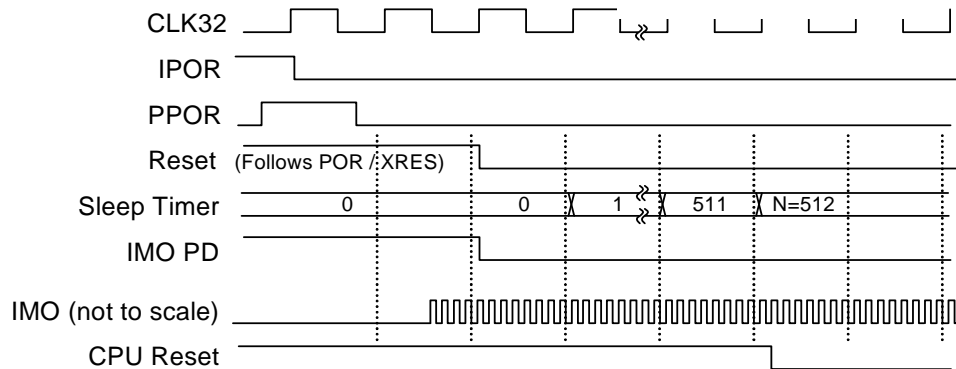 CLK32
IPOR
PPOR
Reset (Follows POR / XRES)
Sleep Timer 0 0 1 511 N=512
IMO PD
IMO (not to scale)
CPU Reset